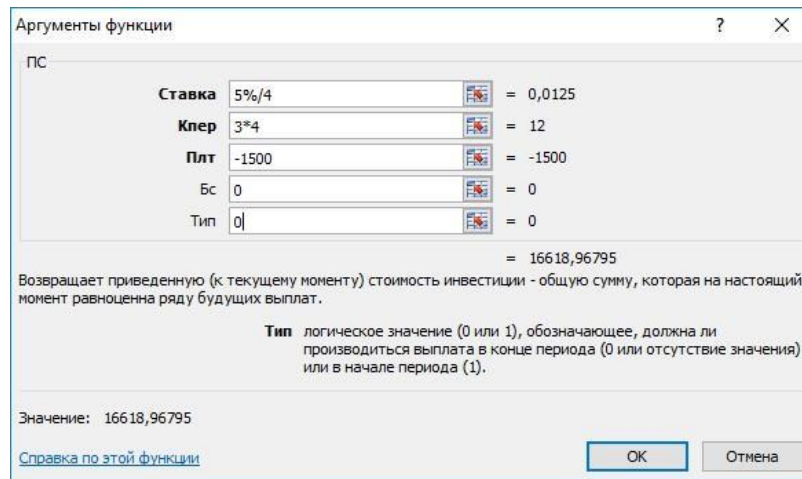 Аргументы функции ? ×
ПС
Ставка 5%/4 = 0,0125
Кпер 3*4 = 12
Плт -1500 = -1500
Бс 0 = 0
Тип 0 = 0
= 16618,96795
Возвращает приведенную (к текущему моменту) стоимость инвестиции - общую сумму, которая на настоящий
момент равноценна ряду будущих выплат.
Тип логическое значение (0 или 1), обозначающее, должна ли
производиться выплата в конце периода (0 или отсутствие значения)
или в начале периода (1).
Значение: 16618,96795
Справка по этой функции OK Отмена